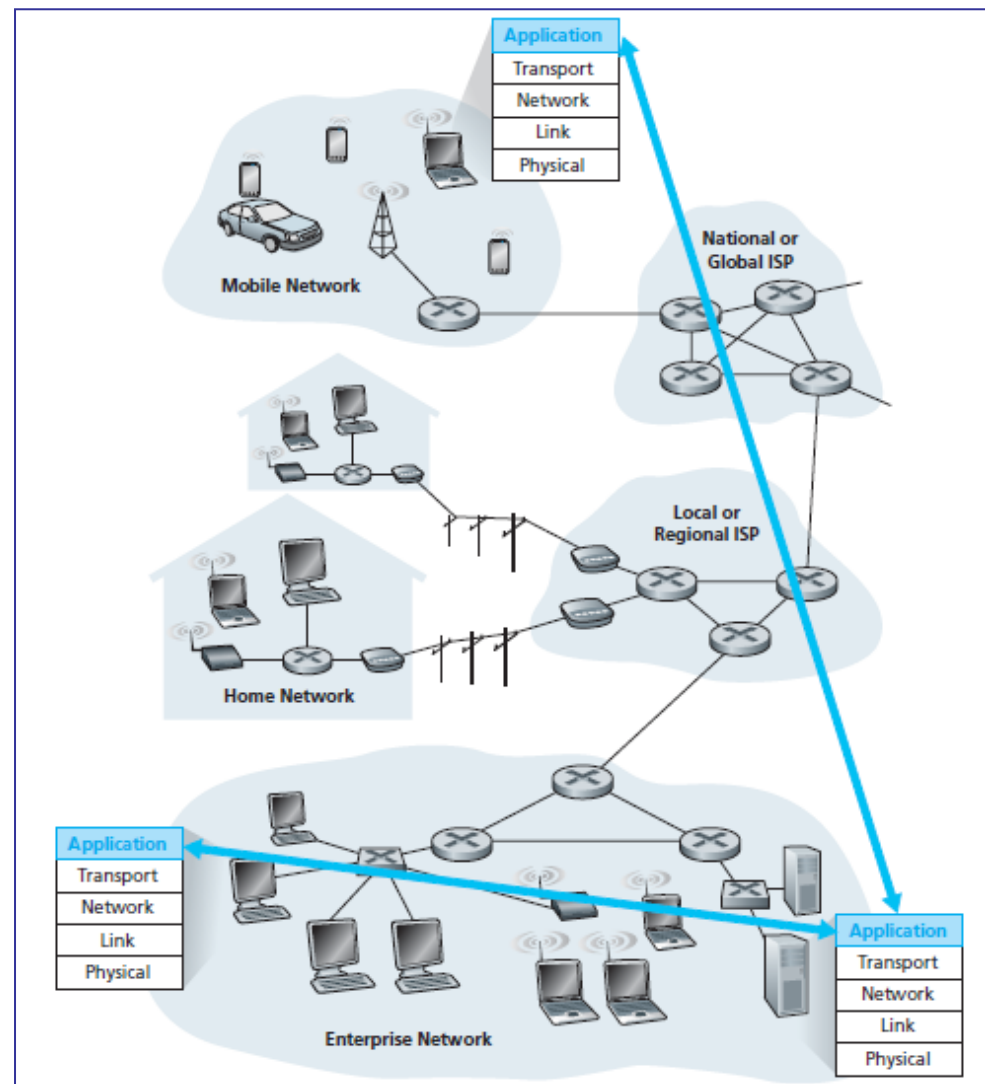 Application
Transport
Network
Link
Physical
National or
Global ISP
Mobile Network
Local or
Regional ISP
Home Network
Application
Transport
Network
Link
Physical
Application
Transport
Network
Link
Physical
Enterprise Network